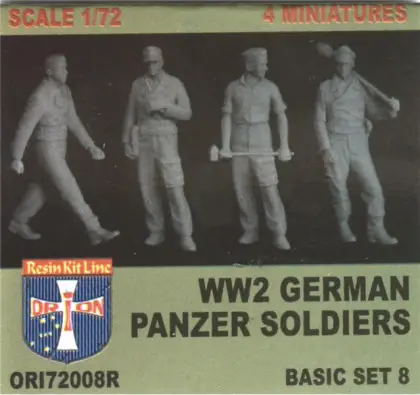 SCALE 1/72
4 MINIATURES
Resin Kit Line
ORION
WW2 GERMAN
PANZER SOLDIERS
ORI72008R
BASIC SET 8